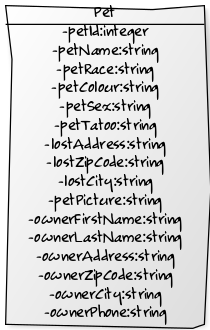 Pet
-petId:integer
-petName:string
-petRace:string
-petColour:string
-petSex:string
-petTatoo:string
-lostAddress:string
-lostZipCode:string
-lostCity:string
-petPicture:string
-ownerFirstName:string
-ownerLastName:string
-ownerAddress:string
-ownerZipCode:string
-ownerCity:string
-ownerPhone:string